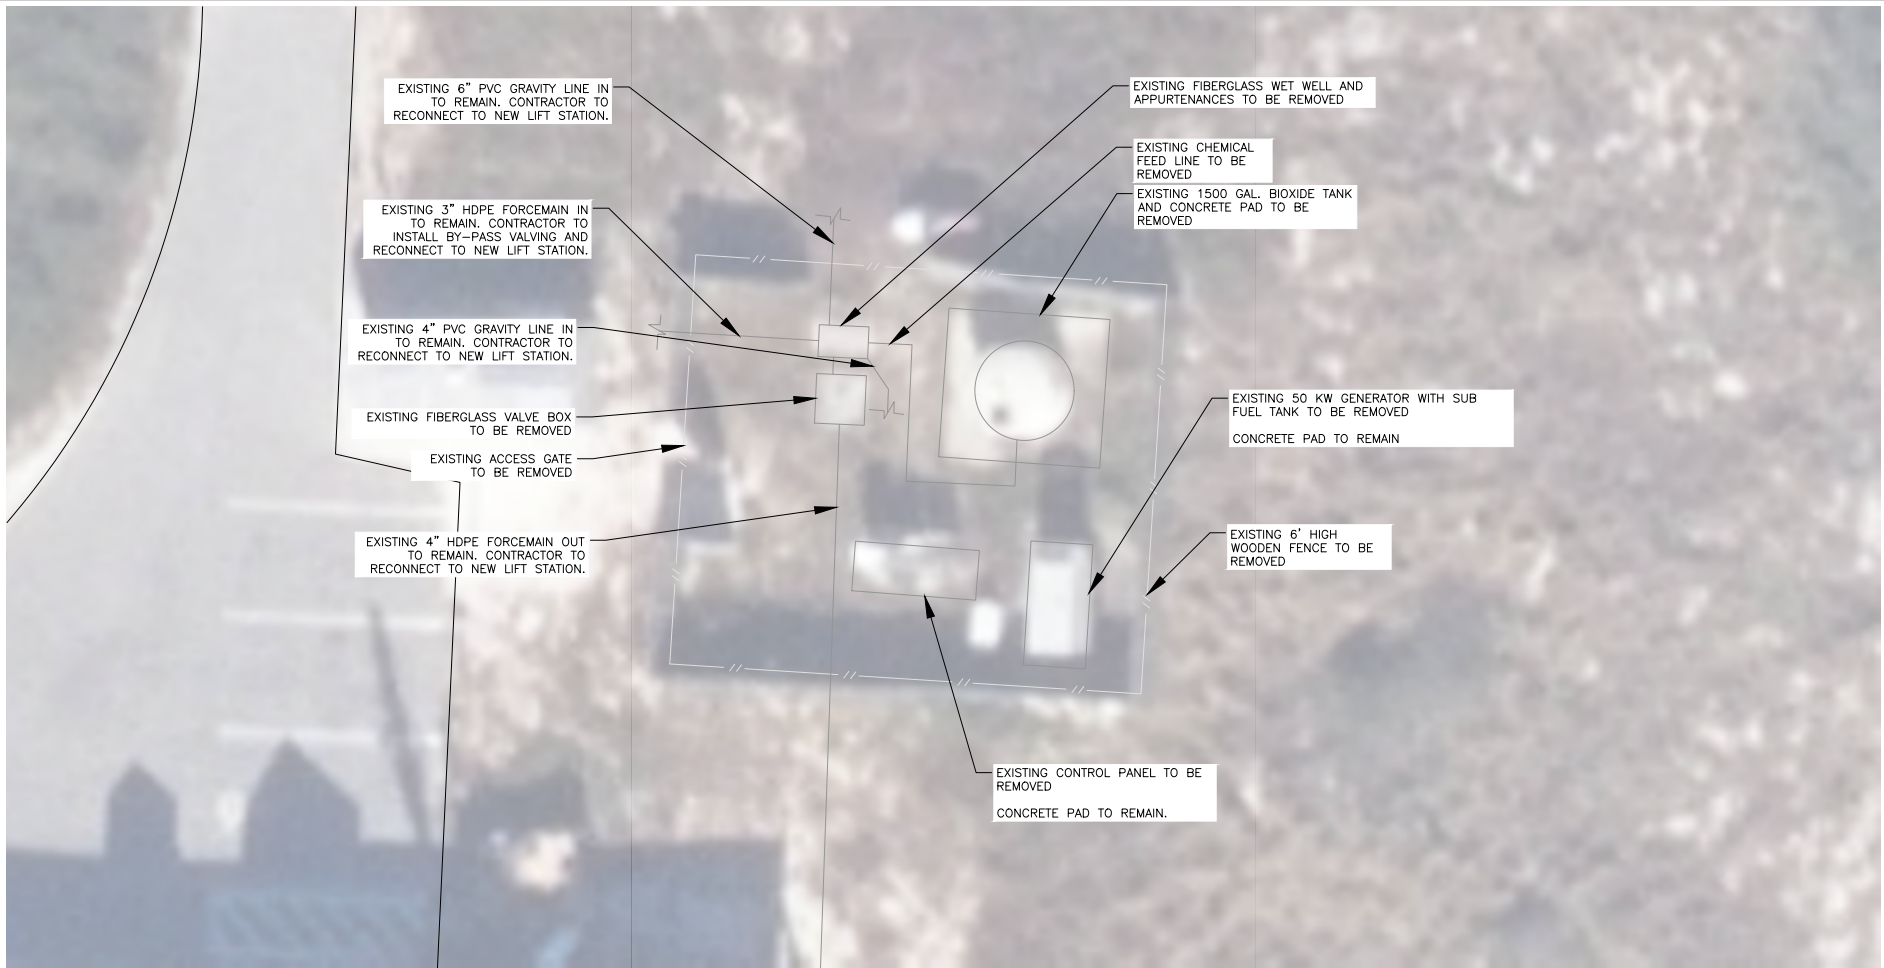 EXISTING 6” PVC GRAVITY LINE IN
TO REMAIN. CONTRACTOR TO
RECONNECT TO NEW LIFT STATION.
EXISTING 3” HDPE FORCEMAIN IN
TO REMAIN. CONTRACTOR TO
INSTALL BY-PASS VALVING AND
RECONNECT TO NEW LIFT STATION.
EXISTING 4” PVC GRAVITY LINE IN
TO REMAIN. CONTRACTOR TO
RECONNECT TO NEW LIFT STATION.
EXISTING FIBERGLASS VALVE BOX
TO BE REMOVED
EXISTING ACCESS GATE
TO BE REMOVED
EXISTING 4” HDPE FORCEMAIN OUT
TO REMAIN. CONTRACTOR TO
RECONNECT TO NEW LIFT STATION.
EXISTING FIBERGLASS WET WELL AND
APPURTENANCES TO BE REMOVED
EXISTING CHEMICAL
FEED LINE TO BE
REMOVED
EXISTING 1500 GAL. BIOXIDE TANK
AND CONCRETE PAD TO BE
REMOVED
EXISTING 50 KW GENERATOR WITH SUB
FUEL TANK TO BE REMOVED
CONCRETE PAD TO REMAIN
EXISTING 6’ HIGH
WOODEN FENCE TO BE
REMOVED
EXISTING CONTROL PANEL TO BE
REMOVED
CONCRETE PAD TO REMAIN.